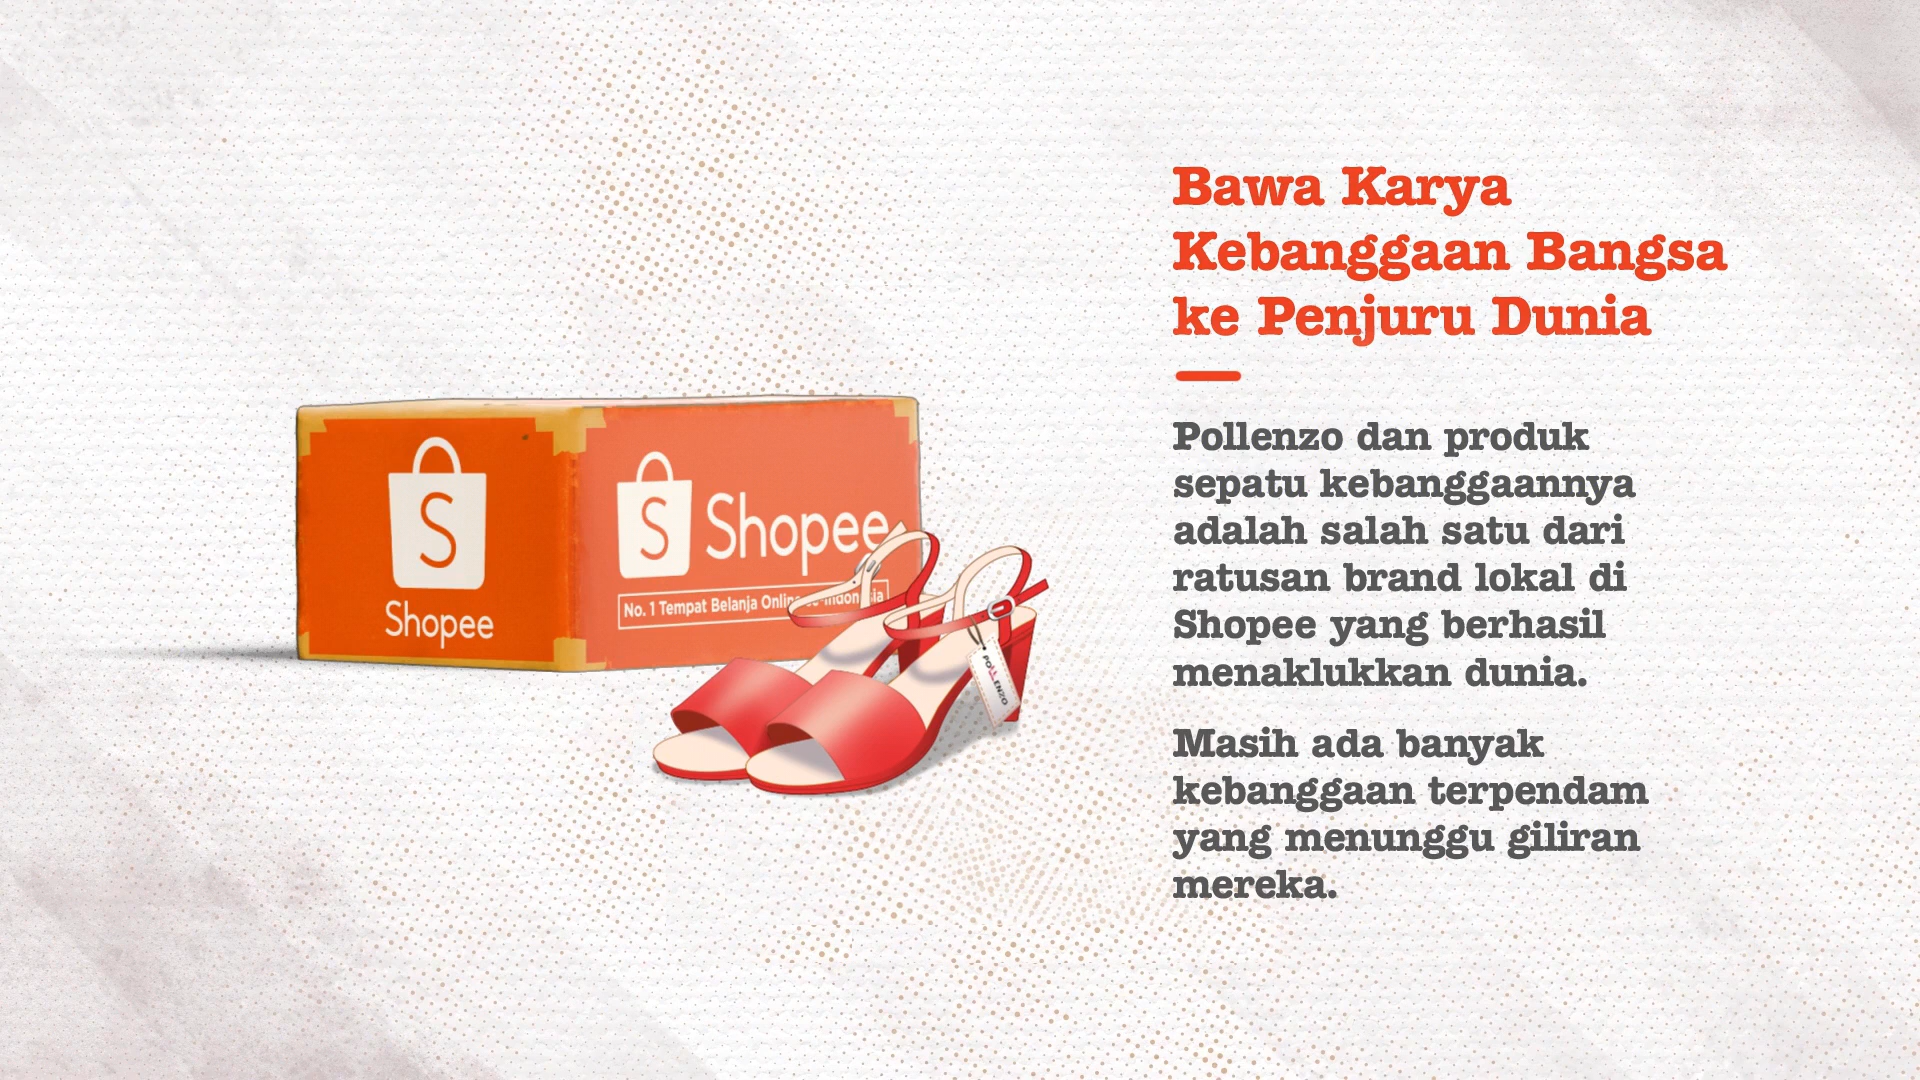 Bawa Karya
Kebanggaan Bangsa
ke Penjuru Dunia
Pollenzo dan produk
sepatu kebanggaannya
adalah salah satu dari
ratusan brand lokal di
Shopee yang berhasil
menaklukkan dunia.
Masih ada banyak
kebanggaan terpendam
yang menunggu giliran
mereka.
S
Shopee
S Shopee
No. 1 Tempat Belanja Online
POLLENZO